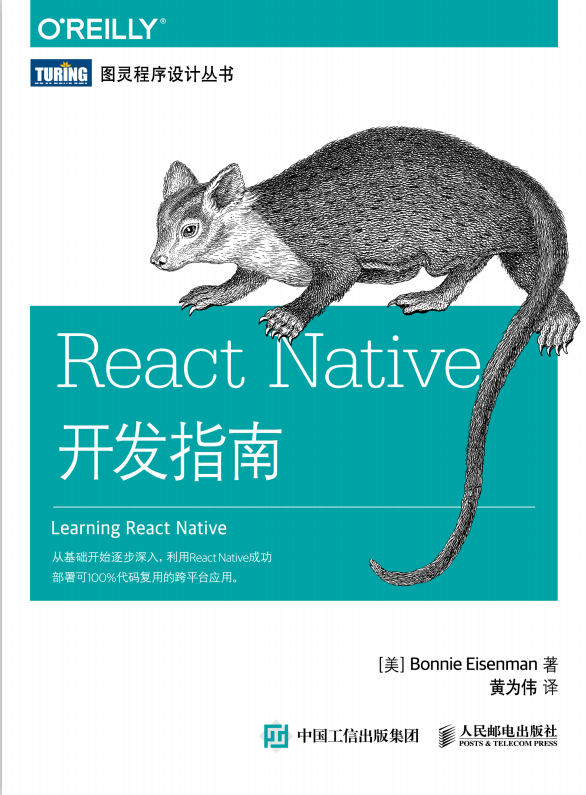 O'REILLY®
TURING 图灵程序设计丛书
React Native
开发指南
Learning React Native
从基础开始逐步深入，利用React Native成功
部署可100%代码复用的跨平台应用。
[美] Bonnie Eisenman 著
黄为伟 译
中国工信出版集团 人民邮电出版社
POSTS & TELECOM PRESS